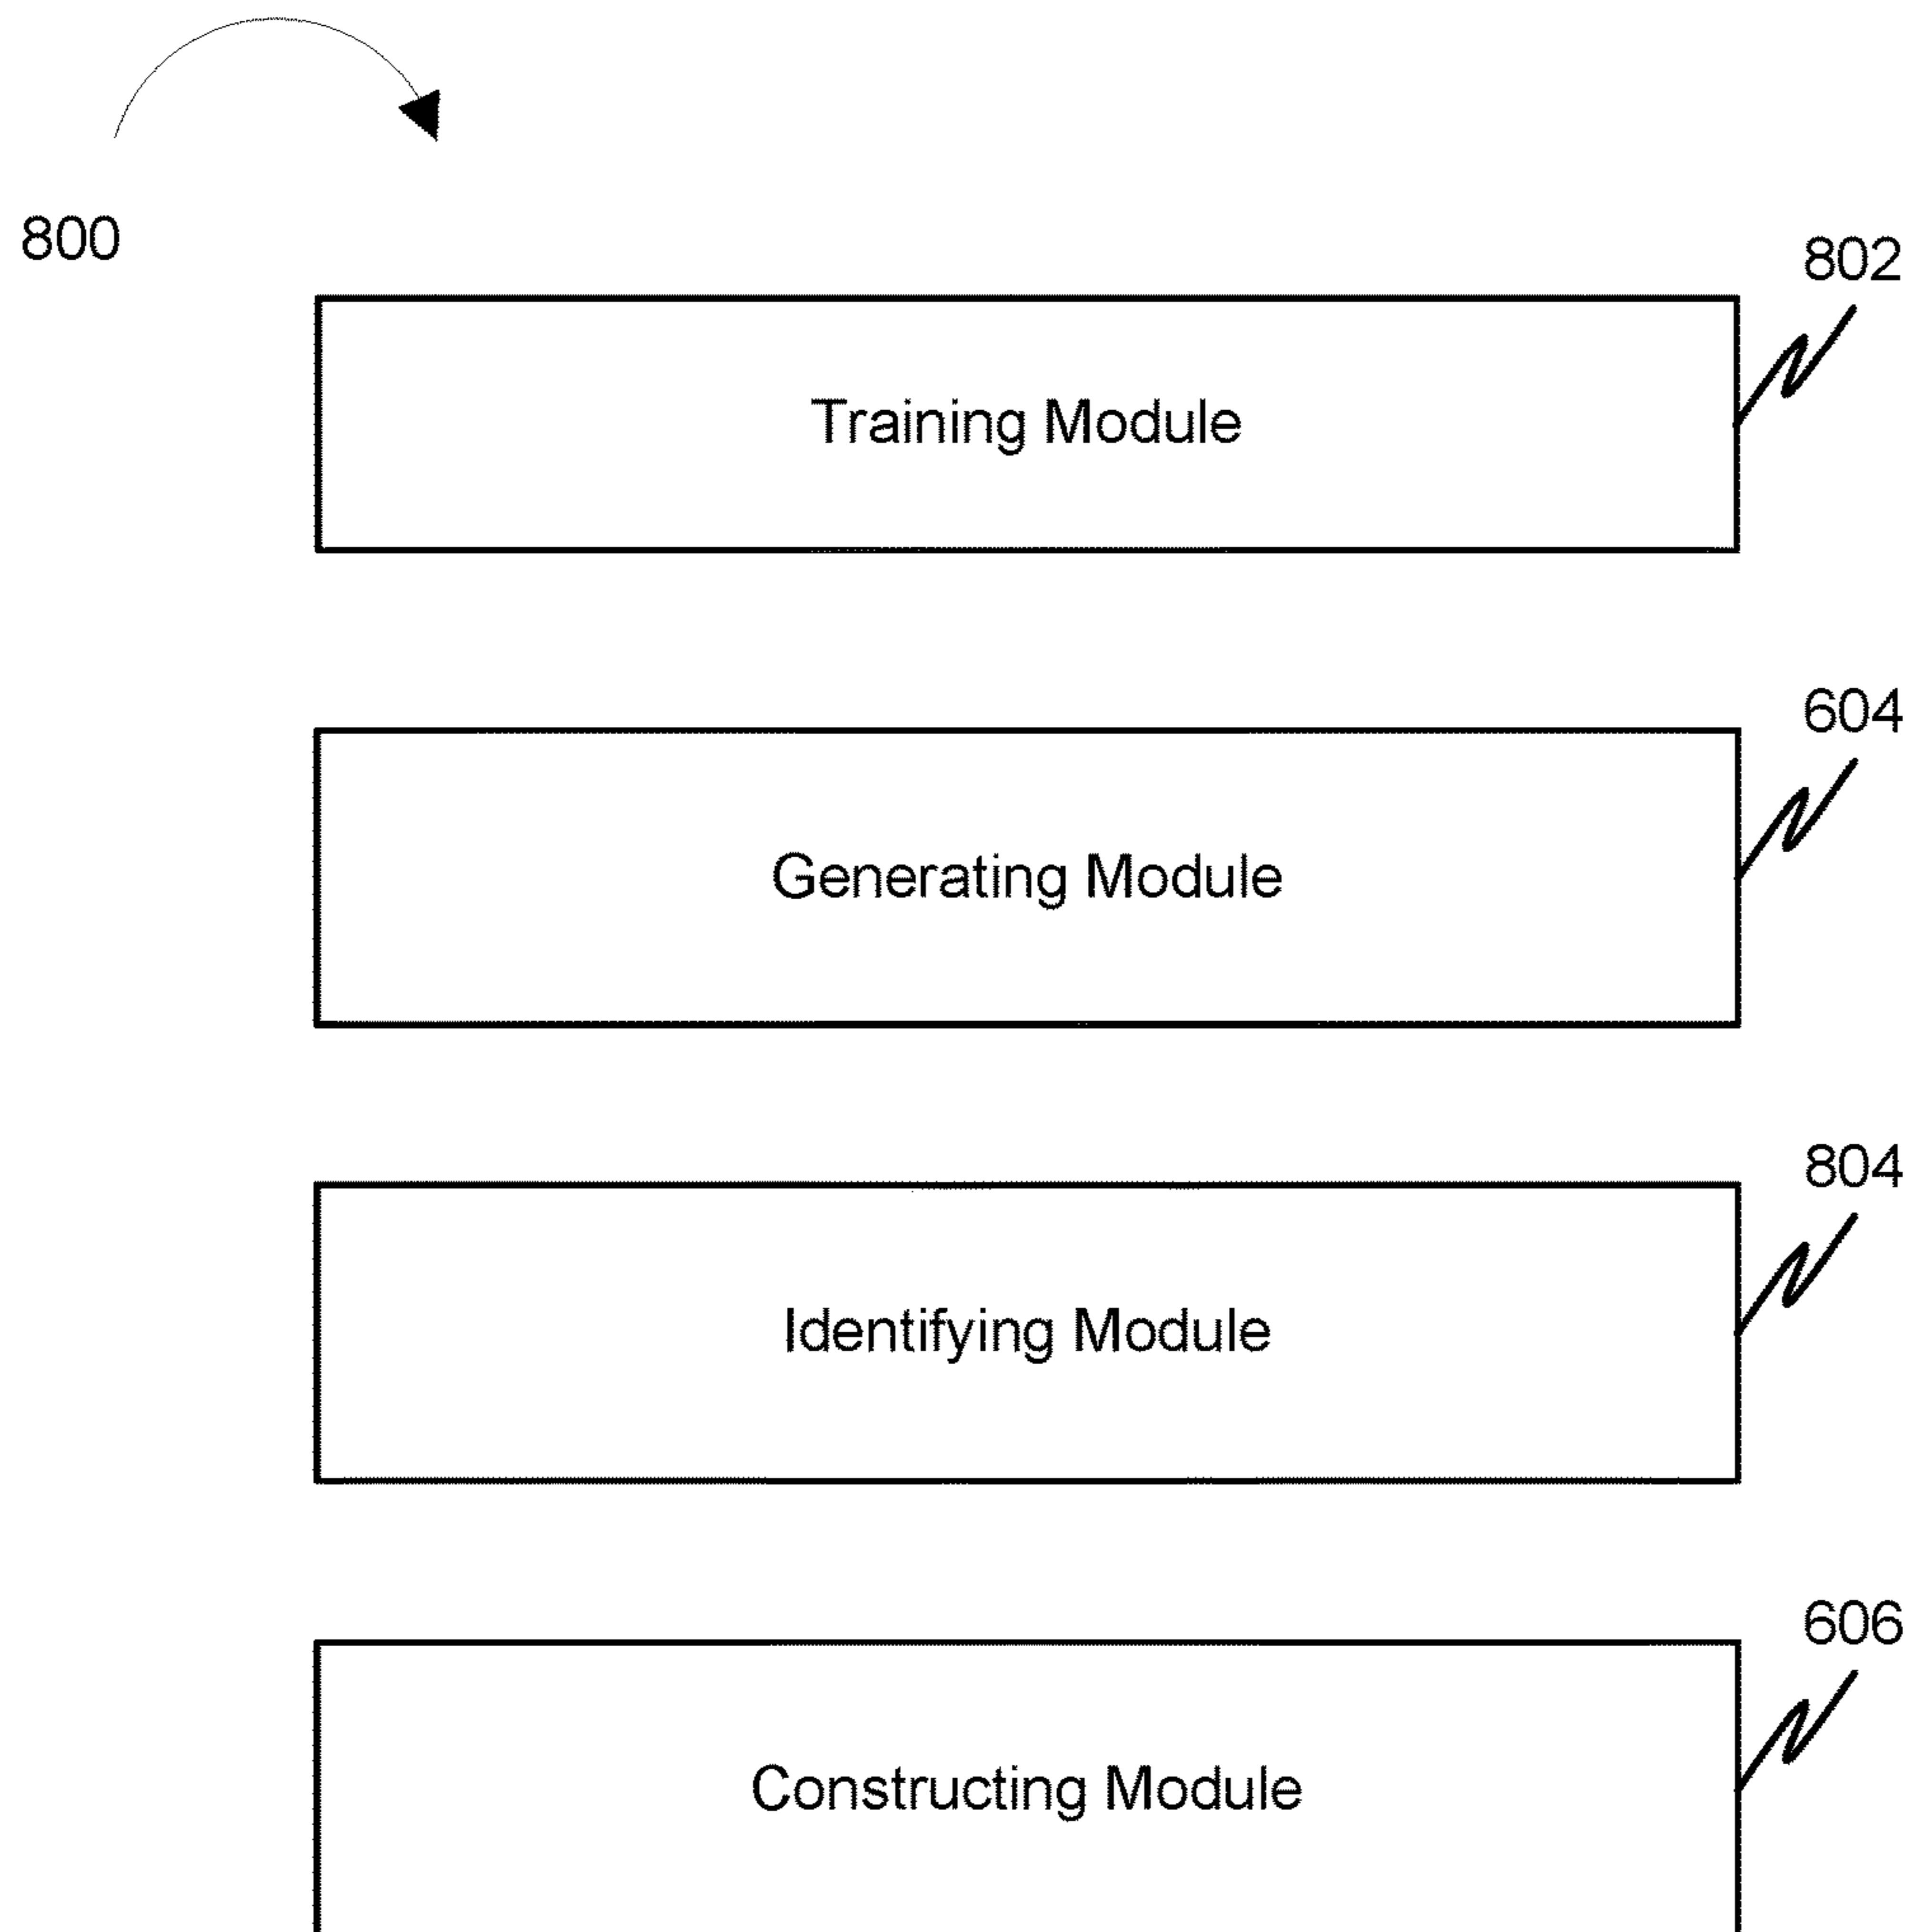 800
802
Training Module
604
Generating Module
804
Identifying Module
606
Constructing Module